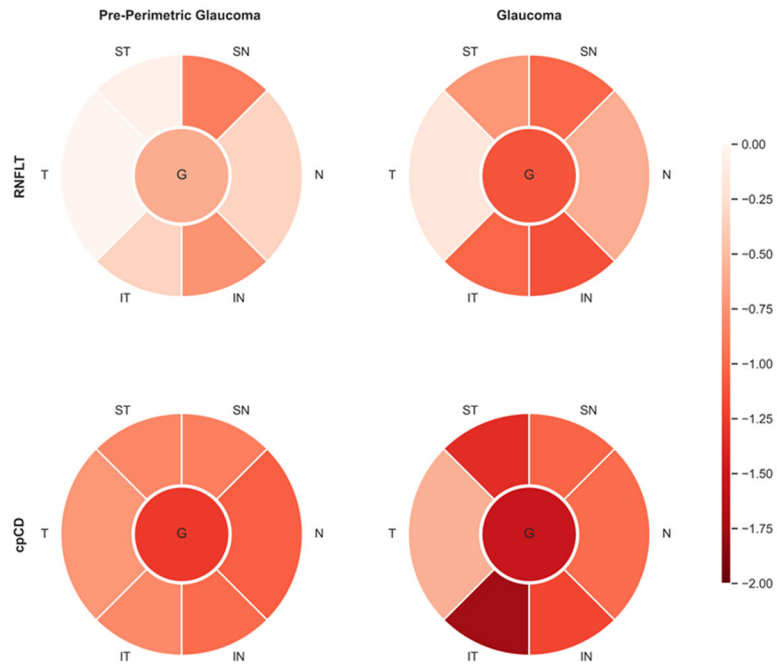 Pre-Perimetric Glaucoma
Glaucoma
ST
SN
ST
SN
RNFLT
T
G
N
T
G
N
IT
IN
IT
IN
0.00
−0.25
−0.50
−0.75
−1.00
−1.25
−1.50
−1.75
−2.00
ST
SN
ST
SN
cpCD
T
G
N
T
G
N
IT
IN
IT
IN